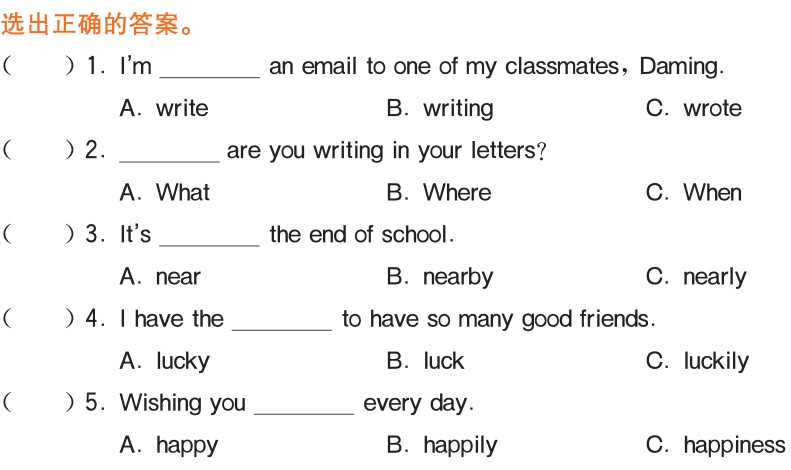 选出正确的答案。
(　　) 1. I'm ________ an email to one of my classmates, Daming.
A. write　B. writing　C. wrote
(　　) 2. ________ are you writing in your letters?
A. What　B. Where　C. When
(　　) 3. It's ________ the end of school.
A. near　B. nearby　C. nearly
(　　) 4. I have the ________ to have so many good friends.
A. lucky　B. luck　C. luckily
(　　) 5. Wishing you ________ every day.
A. happy　B. happily　C. happiness